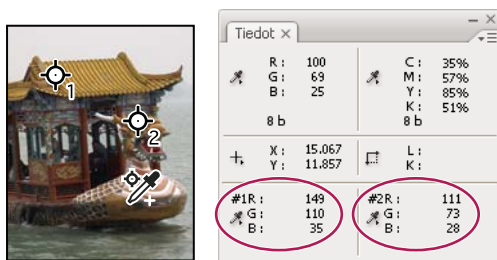 1
2
Tiedot ×
R: 100
G: 69
B: 25
8 b
C: 35%
M: 57%
Y: 85%
K: 51%
8 b
X: 15.067
Y: 11.857
L:
K:
#1R: 149
G: 110
B: 35
#2R: 111
G: 73
B: 28